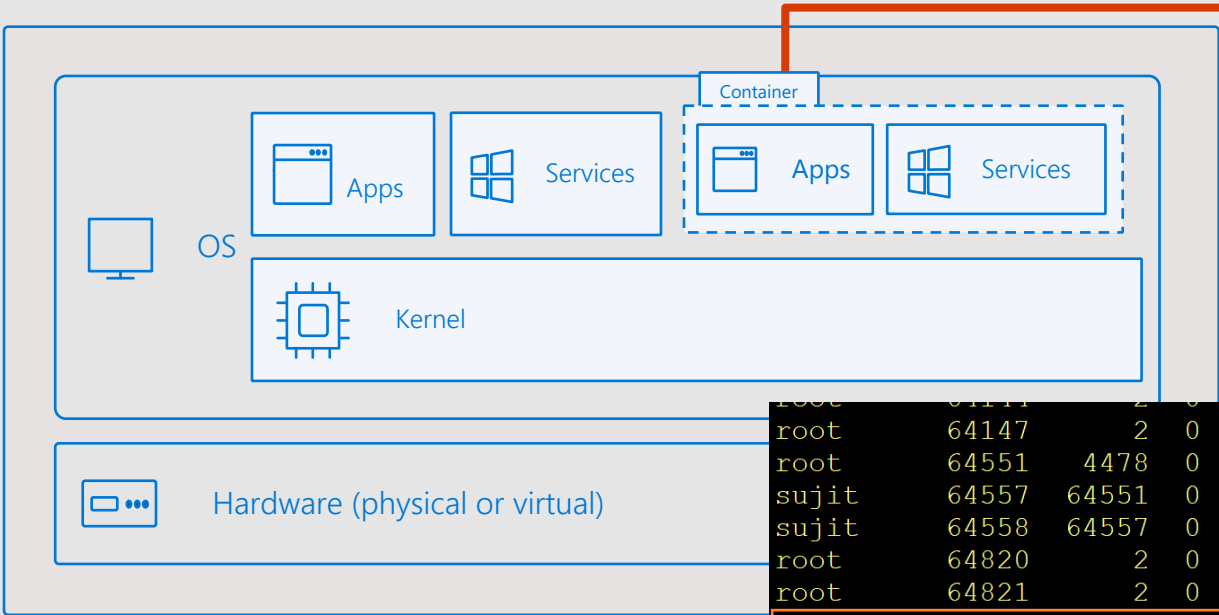 Container
Apps
Services
Apps
Services
OS
Kernel
Hardware (physical or virtual)
root 64147 2 0
root 64551 4478 0
sujit 64557 64551 0
sujit 64558 64557 0
root 64820 2 0
root 64821 2 0